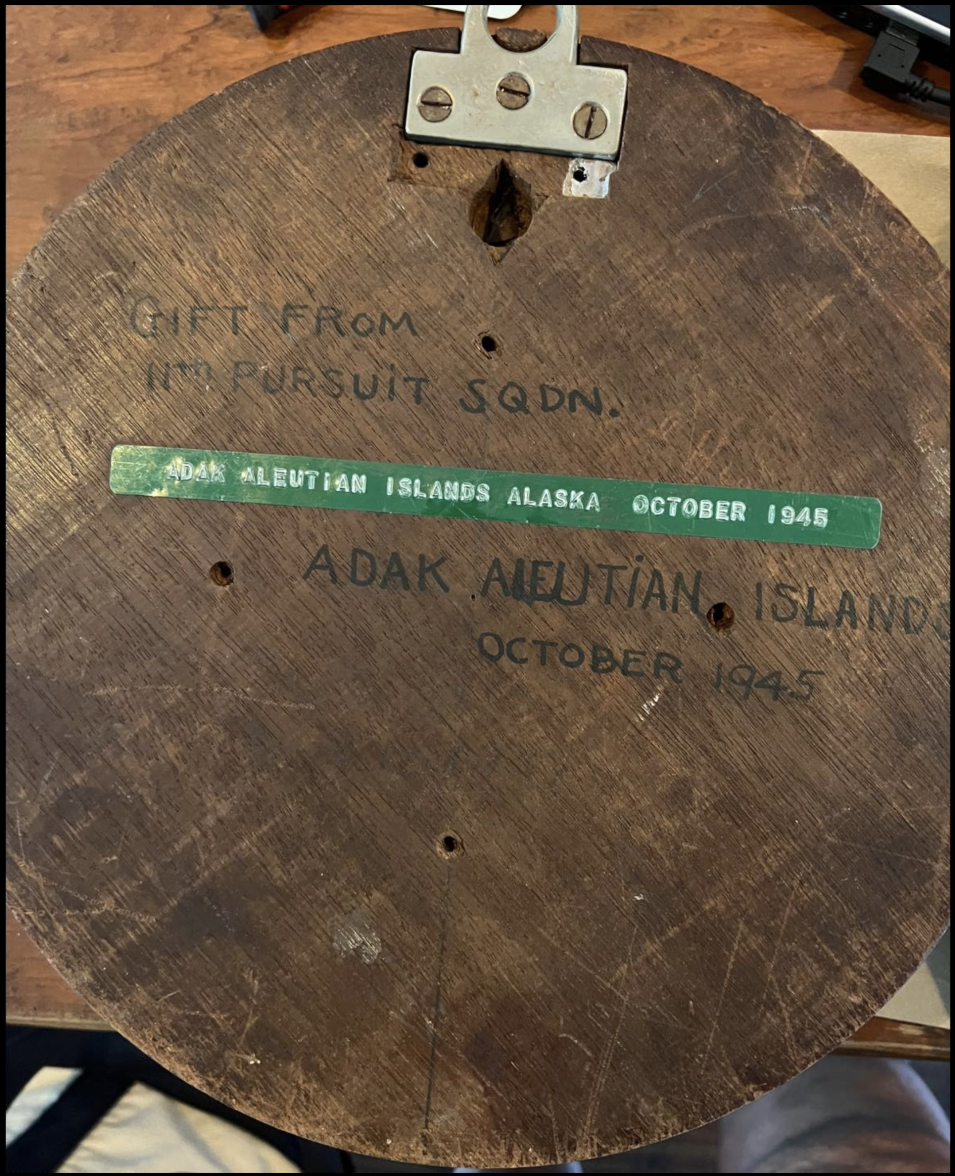 GIFT FROM
11TH PURSUiT SQDN.
ADAK ALEUTIAN ISLANDS ALASKA OCTOBER 1945
ADAK ALEUTiAN ISLANDS
OCTOBER 1945